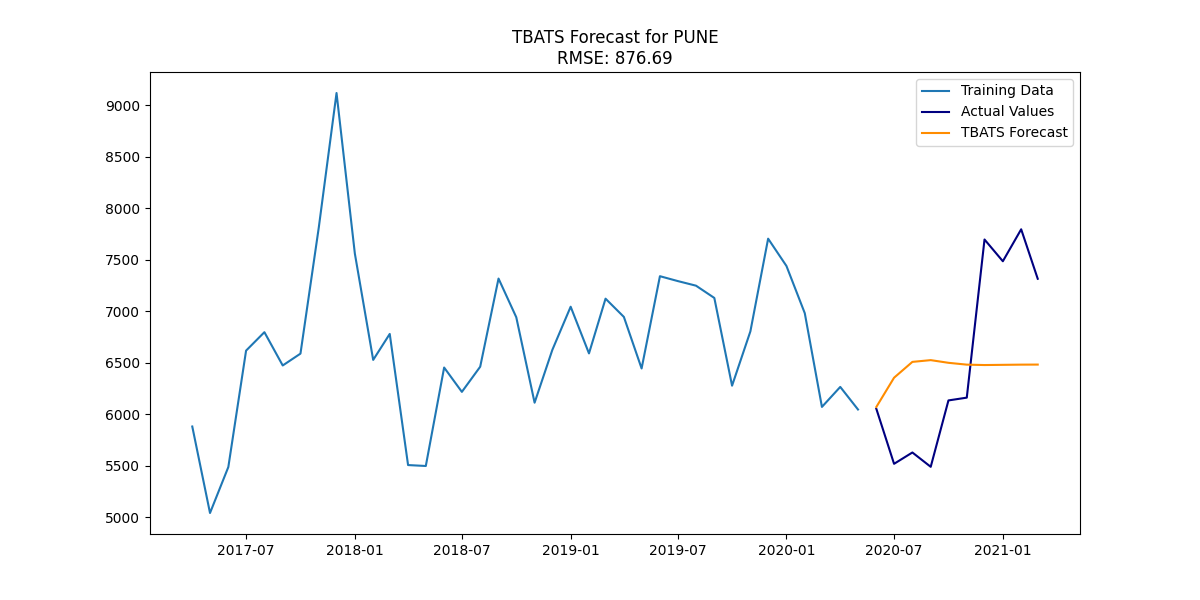 TBATS Forecast for PUNE
RMSE: 876.69
Training Data
Actual Values
TBATS Forecast
9000
8500
8000
7500
7000
6500
6000
5500
5000
2017-07 2018-01 2018-07 2019-01 2019-07 2020-01 2020-07 2021-01